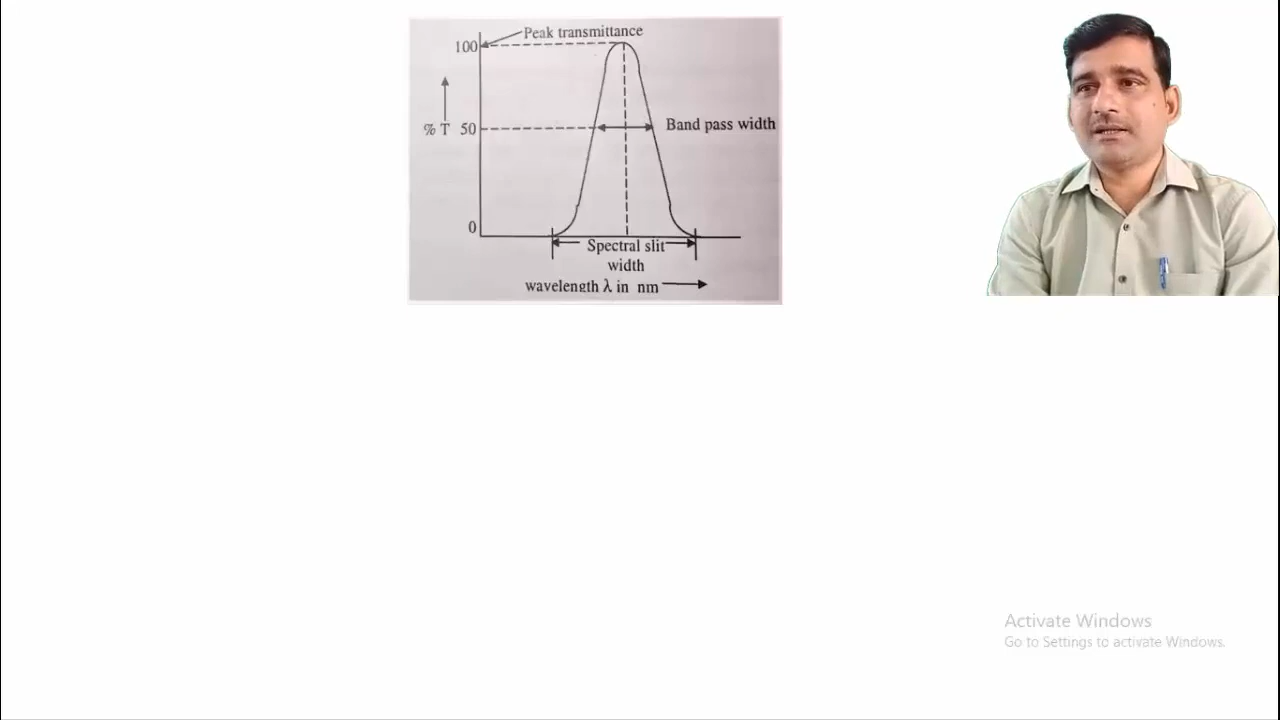 Peak transmittance
100
% T 50
Band pass width
0
Spectral slit
width
wavelength λ in nm
Activate Windows
Go to Settings to activate Windows.